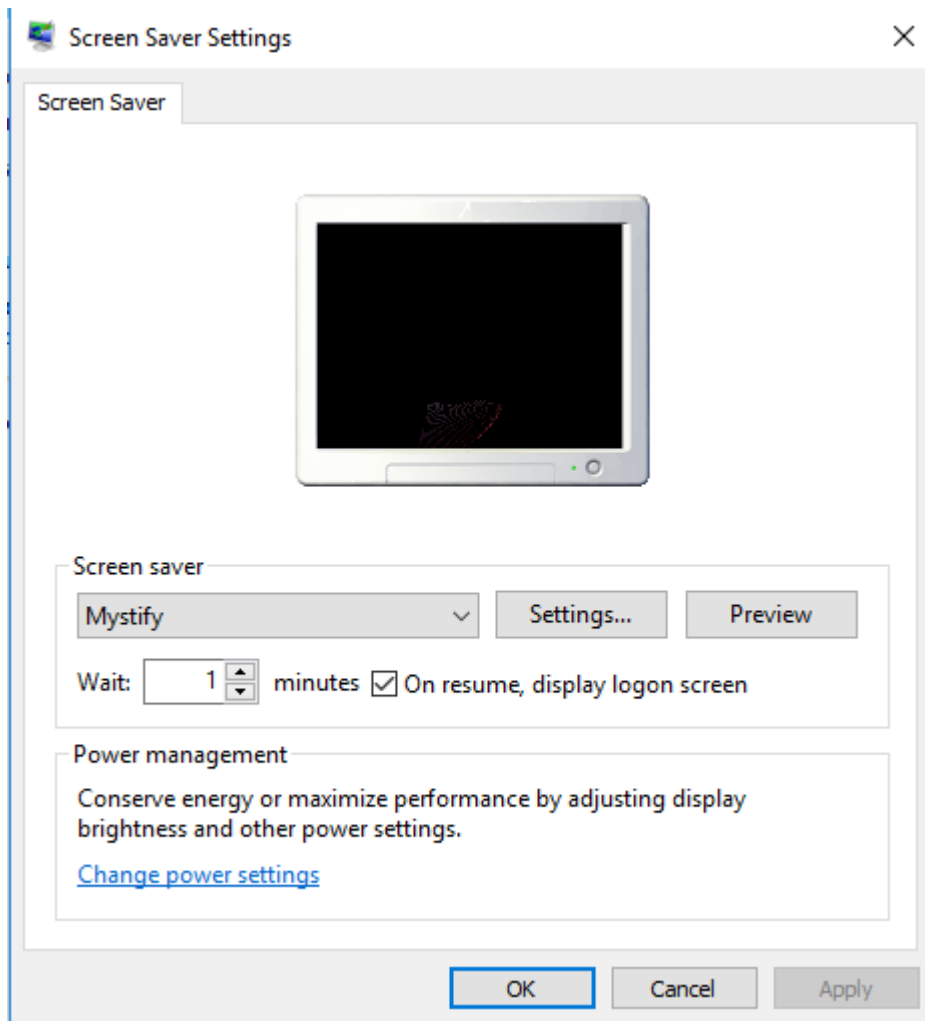 Screen Saver Settings
Screen Saver
Screen saver
Mystify
Settings...
Preview
Wait: 1 minutes On resume, display logon screen
Power management
Conserve energy or maximize performance by adjusting display
brightness and other power settings.
Change power settings
OK
Cancel
Apply